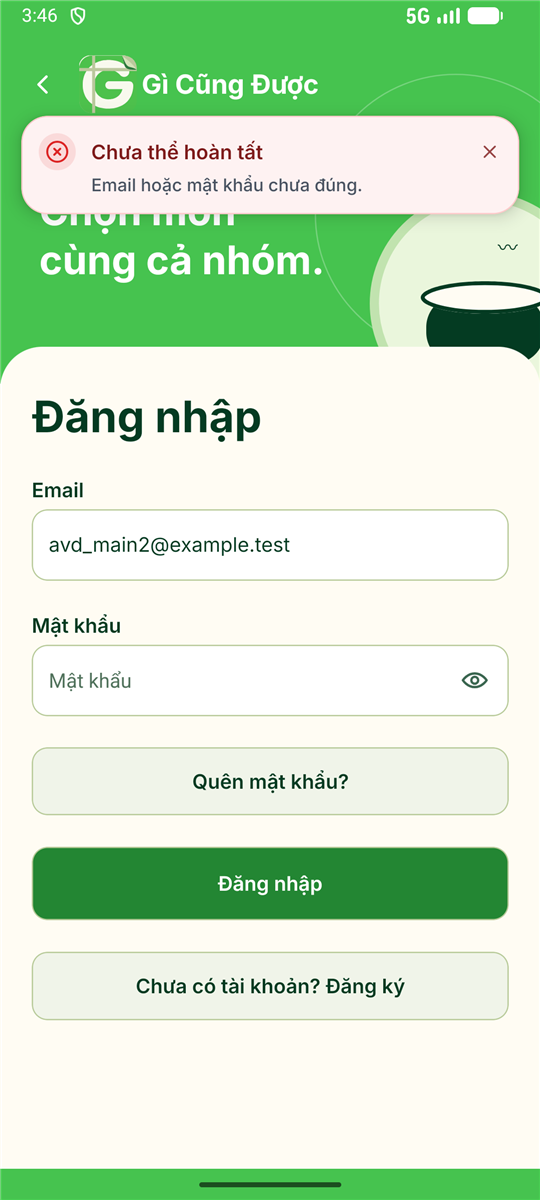 3:46
5G
Gì Cũng Được
Chưa thể hoàn tất
Email hoặc mật khẩu chưa đúng.
Chọn món
cùng cả nhóm.
Đăng nhập
Email
avd_main2@example.test
Mật khẩu
Mật khẩu
Quên mật khẩu?
Đăng nhập
Chưa có tài khoản? Đăng ký